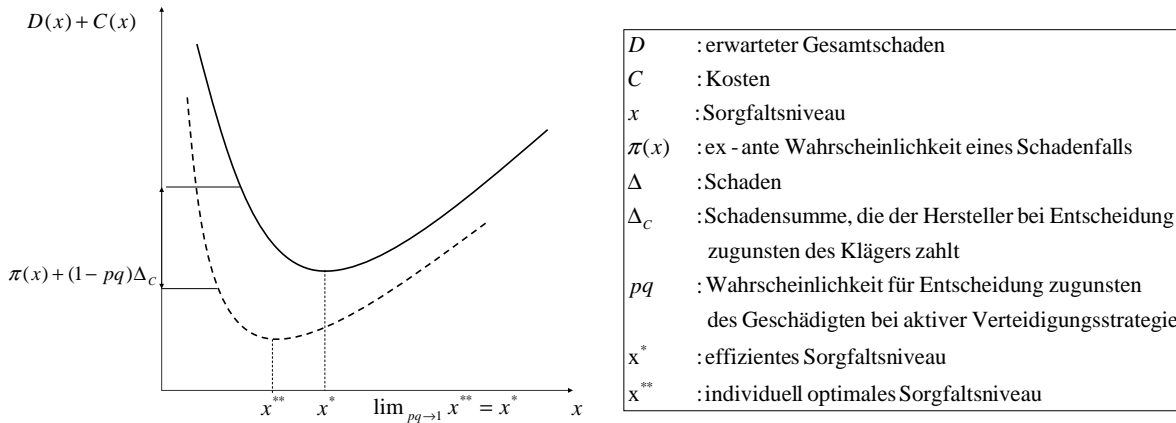 D(x) + C(x)
π(x) + (1 − pq)Δ_C
x** x* lim_{pq→1} x** = x* x
D : erwarteter Gesamtschaden
C : Kosten
x : Sorgfaltsniveau
π(x) : ex - ante Wahrscheinlichkeit eines Schadenfalls
Δ : Schaden
Δ_C : Schadensumme, die der Hersteller bei Entscheidung
zugunsten des Klägers zahlt
pq : Wahrscheinlichkeit für Entscheidung zugunsten
des Geschädigten bei aktiver Verteidigungsstrategie
x* : effizientes Sorgfaltsniveau
x** : individuell optimales Sorgfaltsniveau